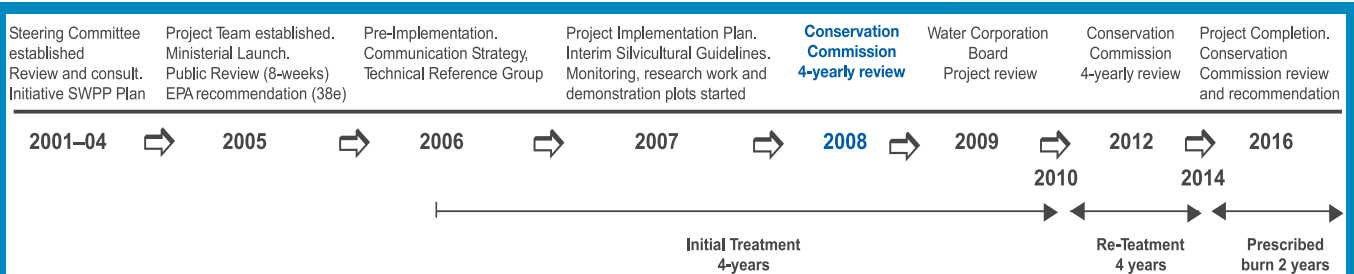 Steering Committee
established
Review and consult.
Initiative SWPP Plan
Project Team established.
Ministerial Launch.
Public Review (8-weeks)
EPA recommendation (38e)
Pre-Implementation.
Communication Strategy,
Technical Reference Group
Project Implementation Plan.
Interim Silvicultural Guidelines.
Monitoring, research work and
demonstration plots started
Conservation
Commission
4-yearly review
Water Corporation
Board
Project review
Conservation
Commission
4-yearly review
Project Completion.
Conservation
Commission review
and recommendation
2001–04
2005
2006
2007
2008
2009
2012
2016
2010
2014
Initial Treatment
4-years
Re-Teatment
4 years
Prescribed
burn 2 years